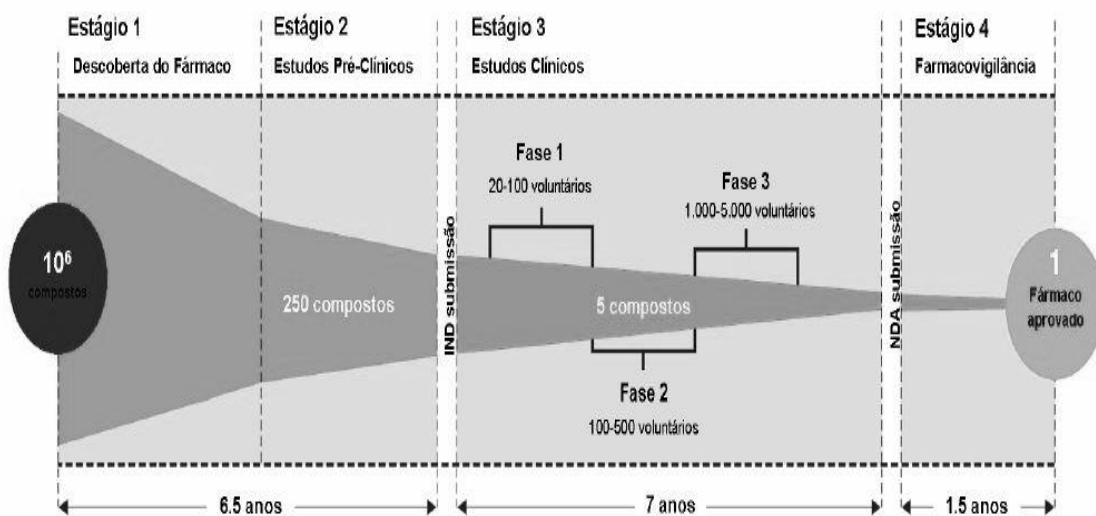 Estágio 1
Descoberta do Fármaco
Estágio 2
Estudos Pré-Clínicos
Estágio 3
Estudos Clínicos
Estágio 4
Farmacovigilância
10⁶
compostos
250 compostos
IND submissão
Fase 1
20-100 voluntários
Fase 3
1.000-5.000 voluntários
5 compostos
Fase 2
100-500 voluntários
NDA submissão
1
Fármaco
aprovado
6.5 anos
7 anos
1.5 anos